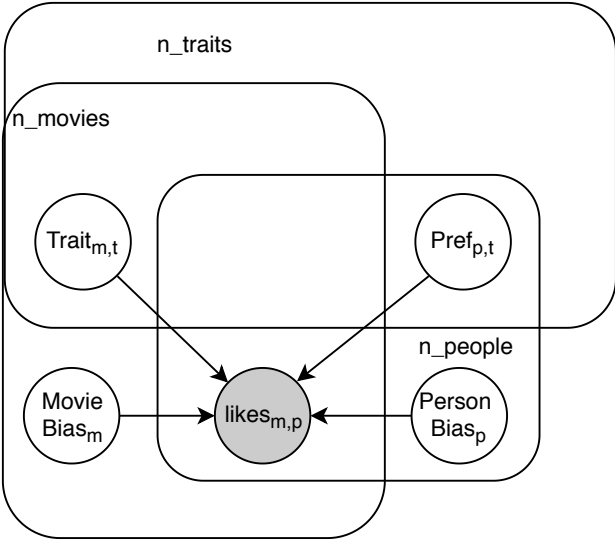 n_traits
n_movies
Trait_m,t
Pref_p,t
n_people
Movie
Bias_m
likes_m,p
Person
Bias_p